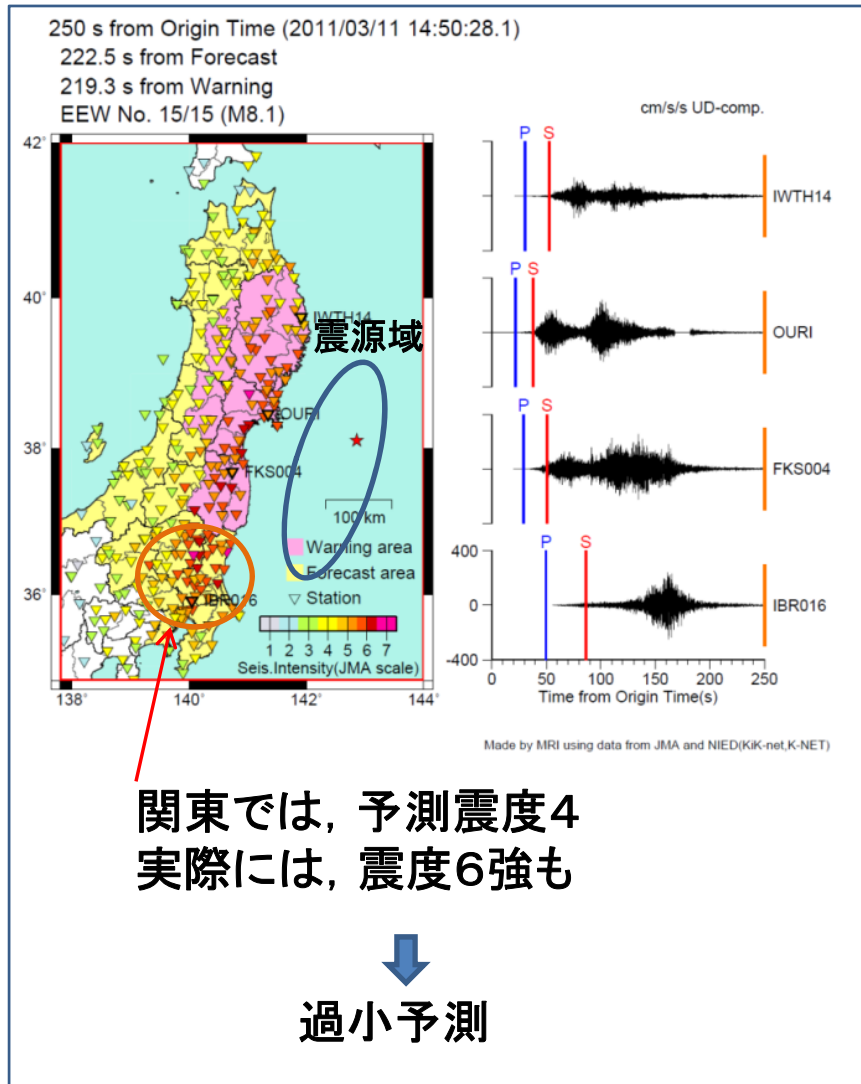 250 s from Origin Time (2011/03/11 14:50:28.1)
222.5 s from Forecast
219.3 s from Warning
EEW No. 15/15 (M8.1)
cm/s/s UD-comp.
42˚
40˚
38˚
36˚
138˚
140˚
142˚
144˚
IWTH14
震源域
OURI
FKS004
100 km
Warning area
Forecast area
IBR016
Station
1 2 3 4 5 6 7
Seis.Intensity(JMA scale)
P S
IWTH14
P S
OURI
P S
FKS004
P S
400
0
-400
IBR016
0 50 100 150 200 250
Time from Origin Time(s)
Made by MRI using data from JMA and NIED(KiK-net,K-NET)
関東では，予測震度４
実際には，震度６強も
過小予測